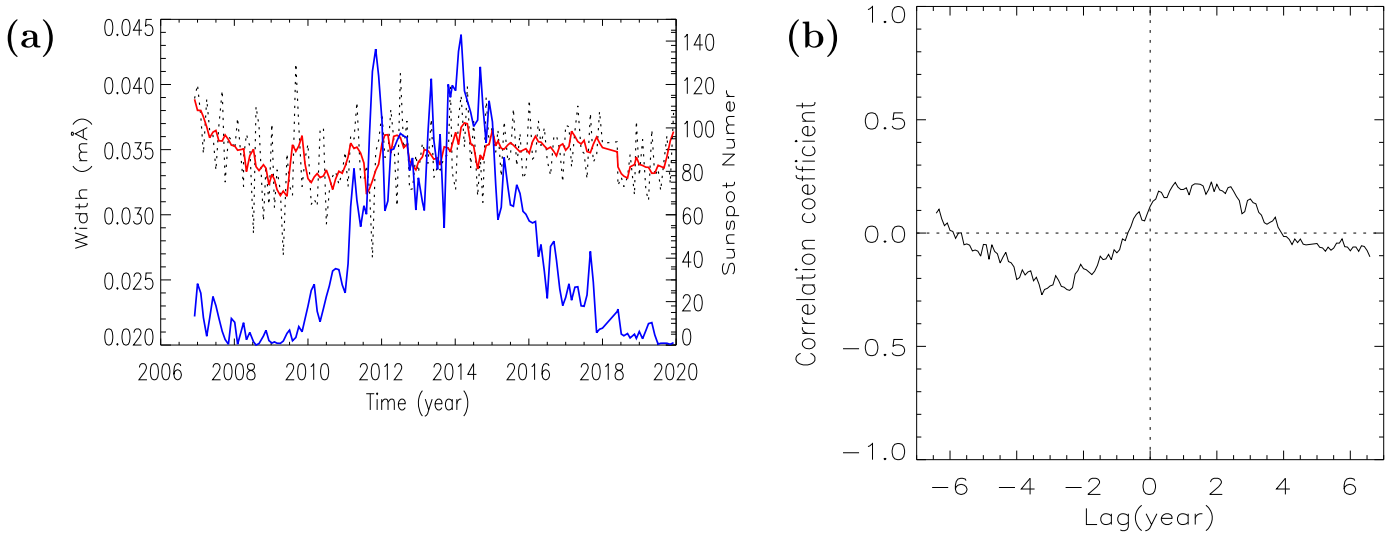 (a)
0.045
0.040
0.035
0.030
0.025
0.020
Width (mÅ)
140
120
100
80
60
40
20
0
Sunspot Numer
2006 2008 2010 2012 2014 2016 2018 2020
Time (year)
(b)
1.0
0.5
0.0
−0.5
−1.0
Correlation coefficient
−6 −4 −2 0 2 4 6
Lag(year)